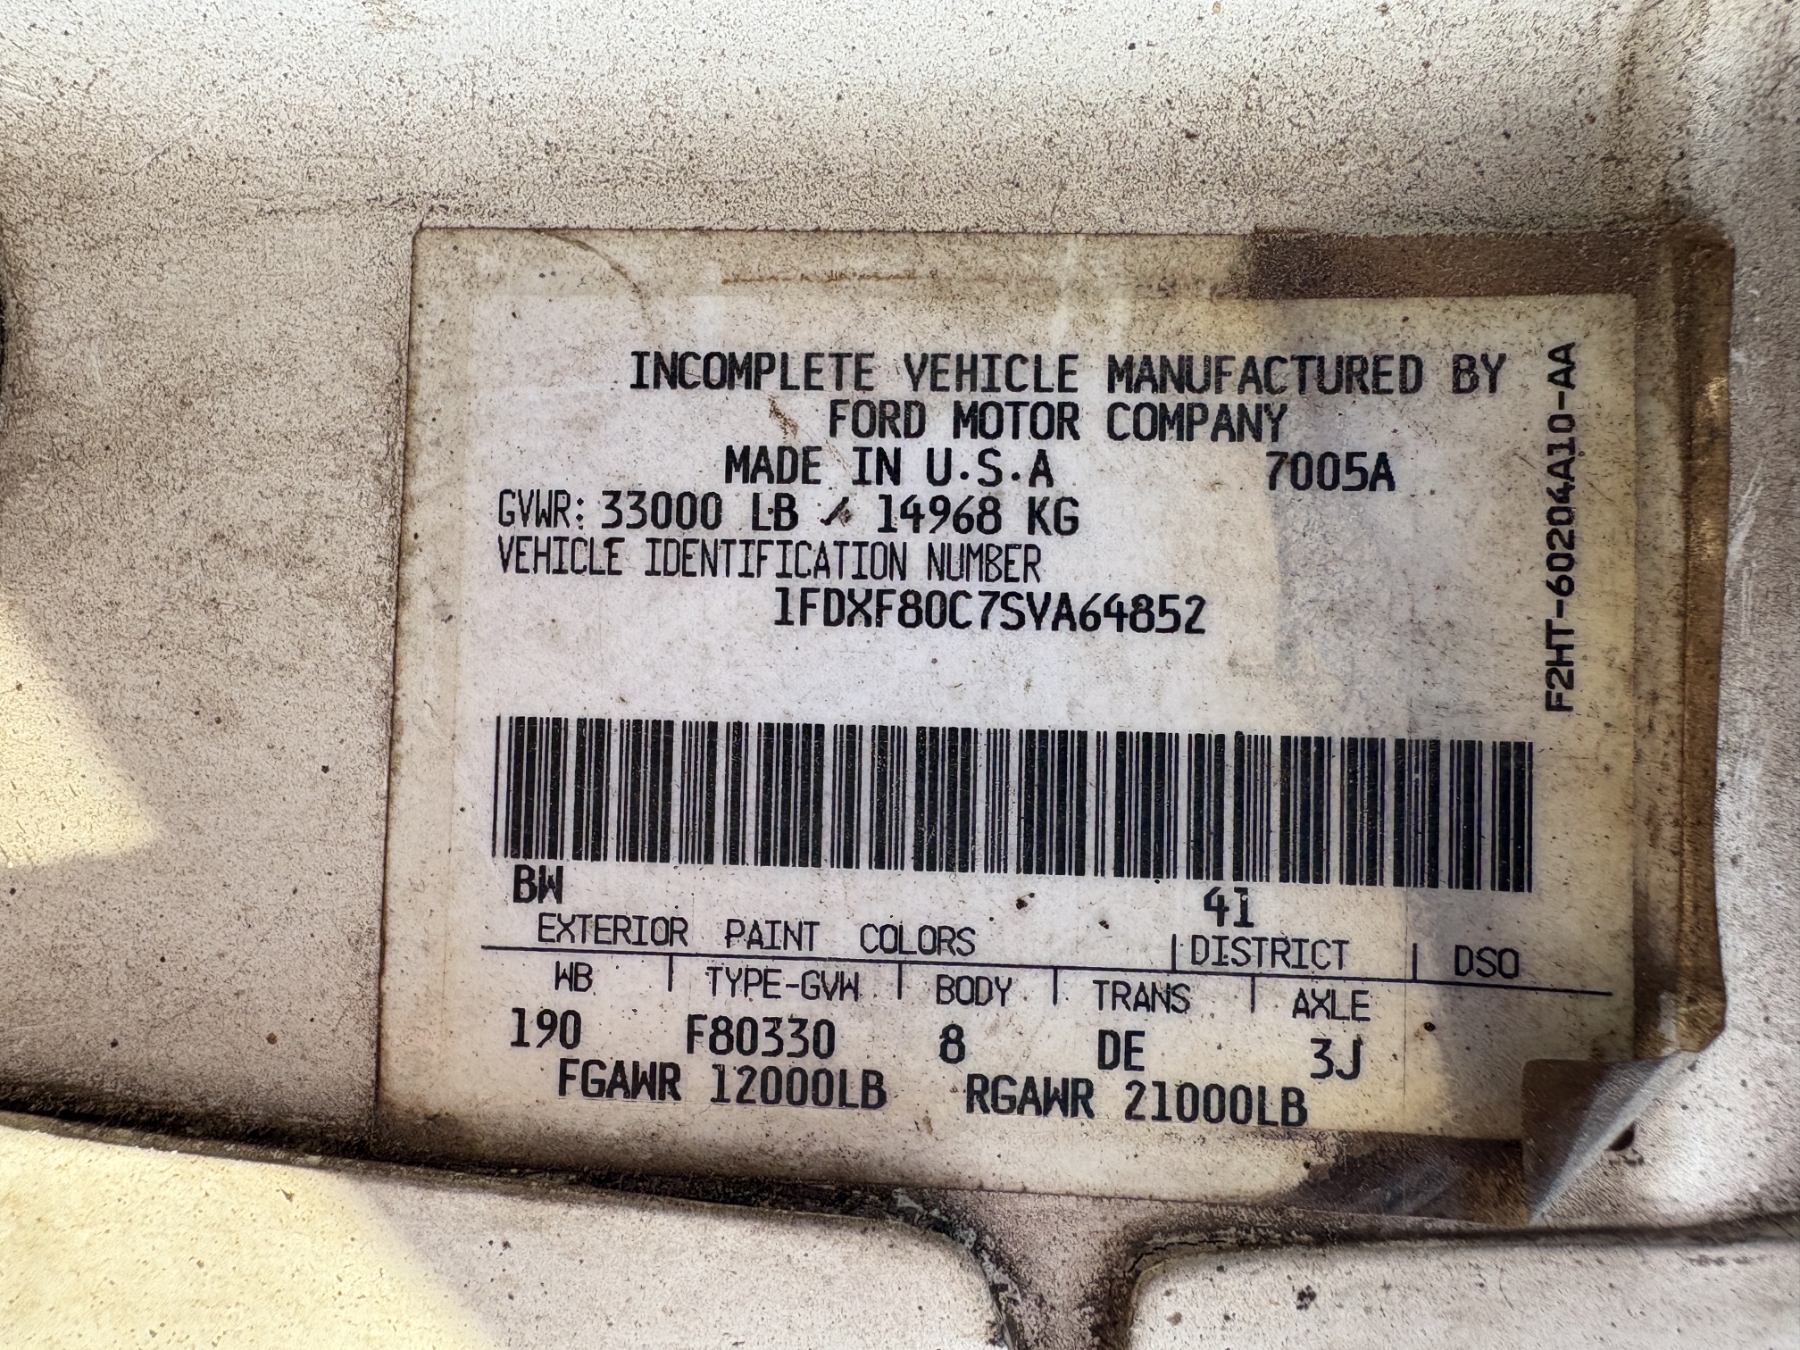 INCOMPLETE VEHICLE MANUFACTURED BY
FORD MOTOR COMPANY
MADE IN U.S.A 7005A
GVWR: 33000 LB / 14968 KG
VEHICLE IDENTIFICATION NUMBER
1FDXF80C7SVA64852
F2HT-60204A10-AA
BW 41
EXTERIOR PAINT COLORS | DISTRICT | DSO
WB | TYPE-GVW | BODY | TRANS | AXLE
190 F80330 8 DE 3J
FGAWR 12000LB RGAWR 21000LB